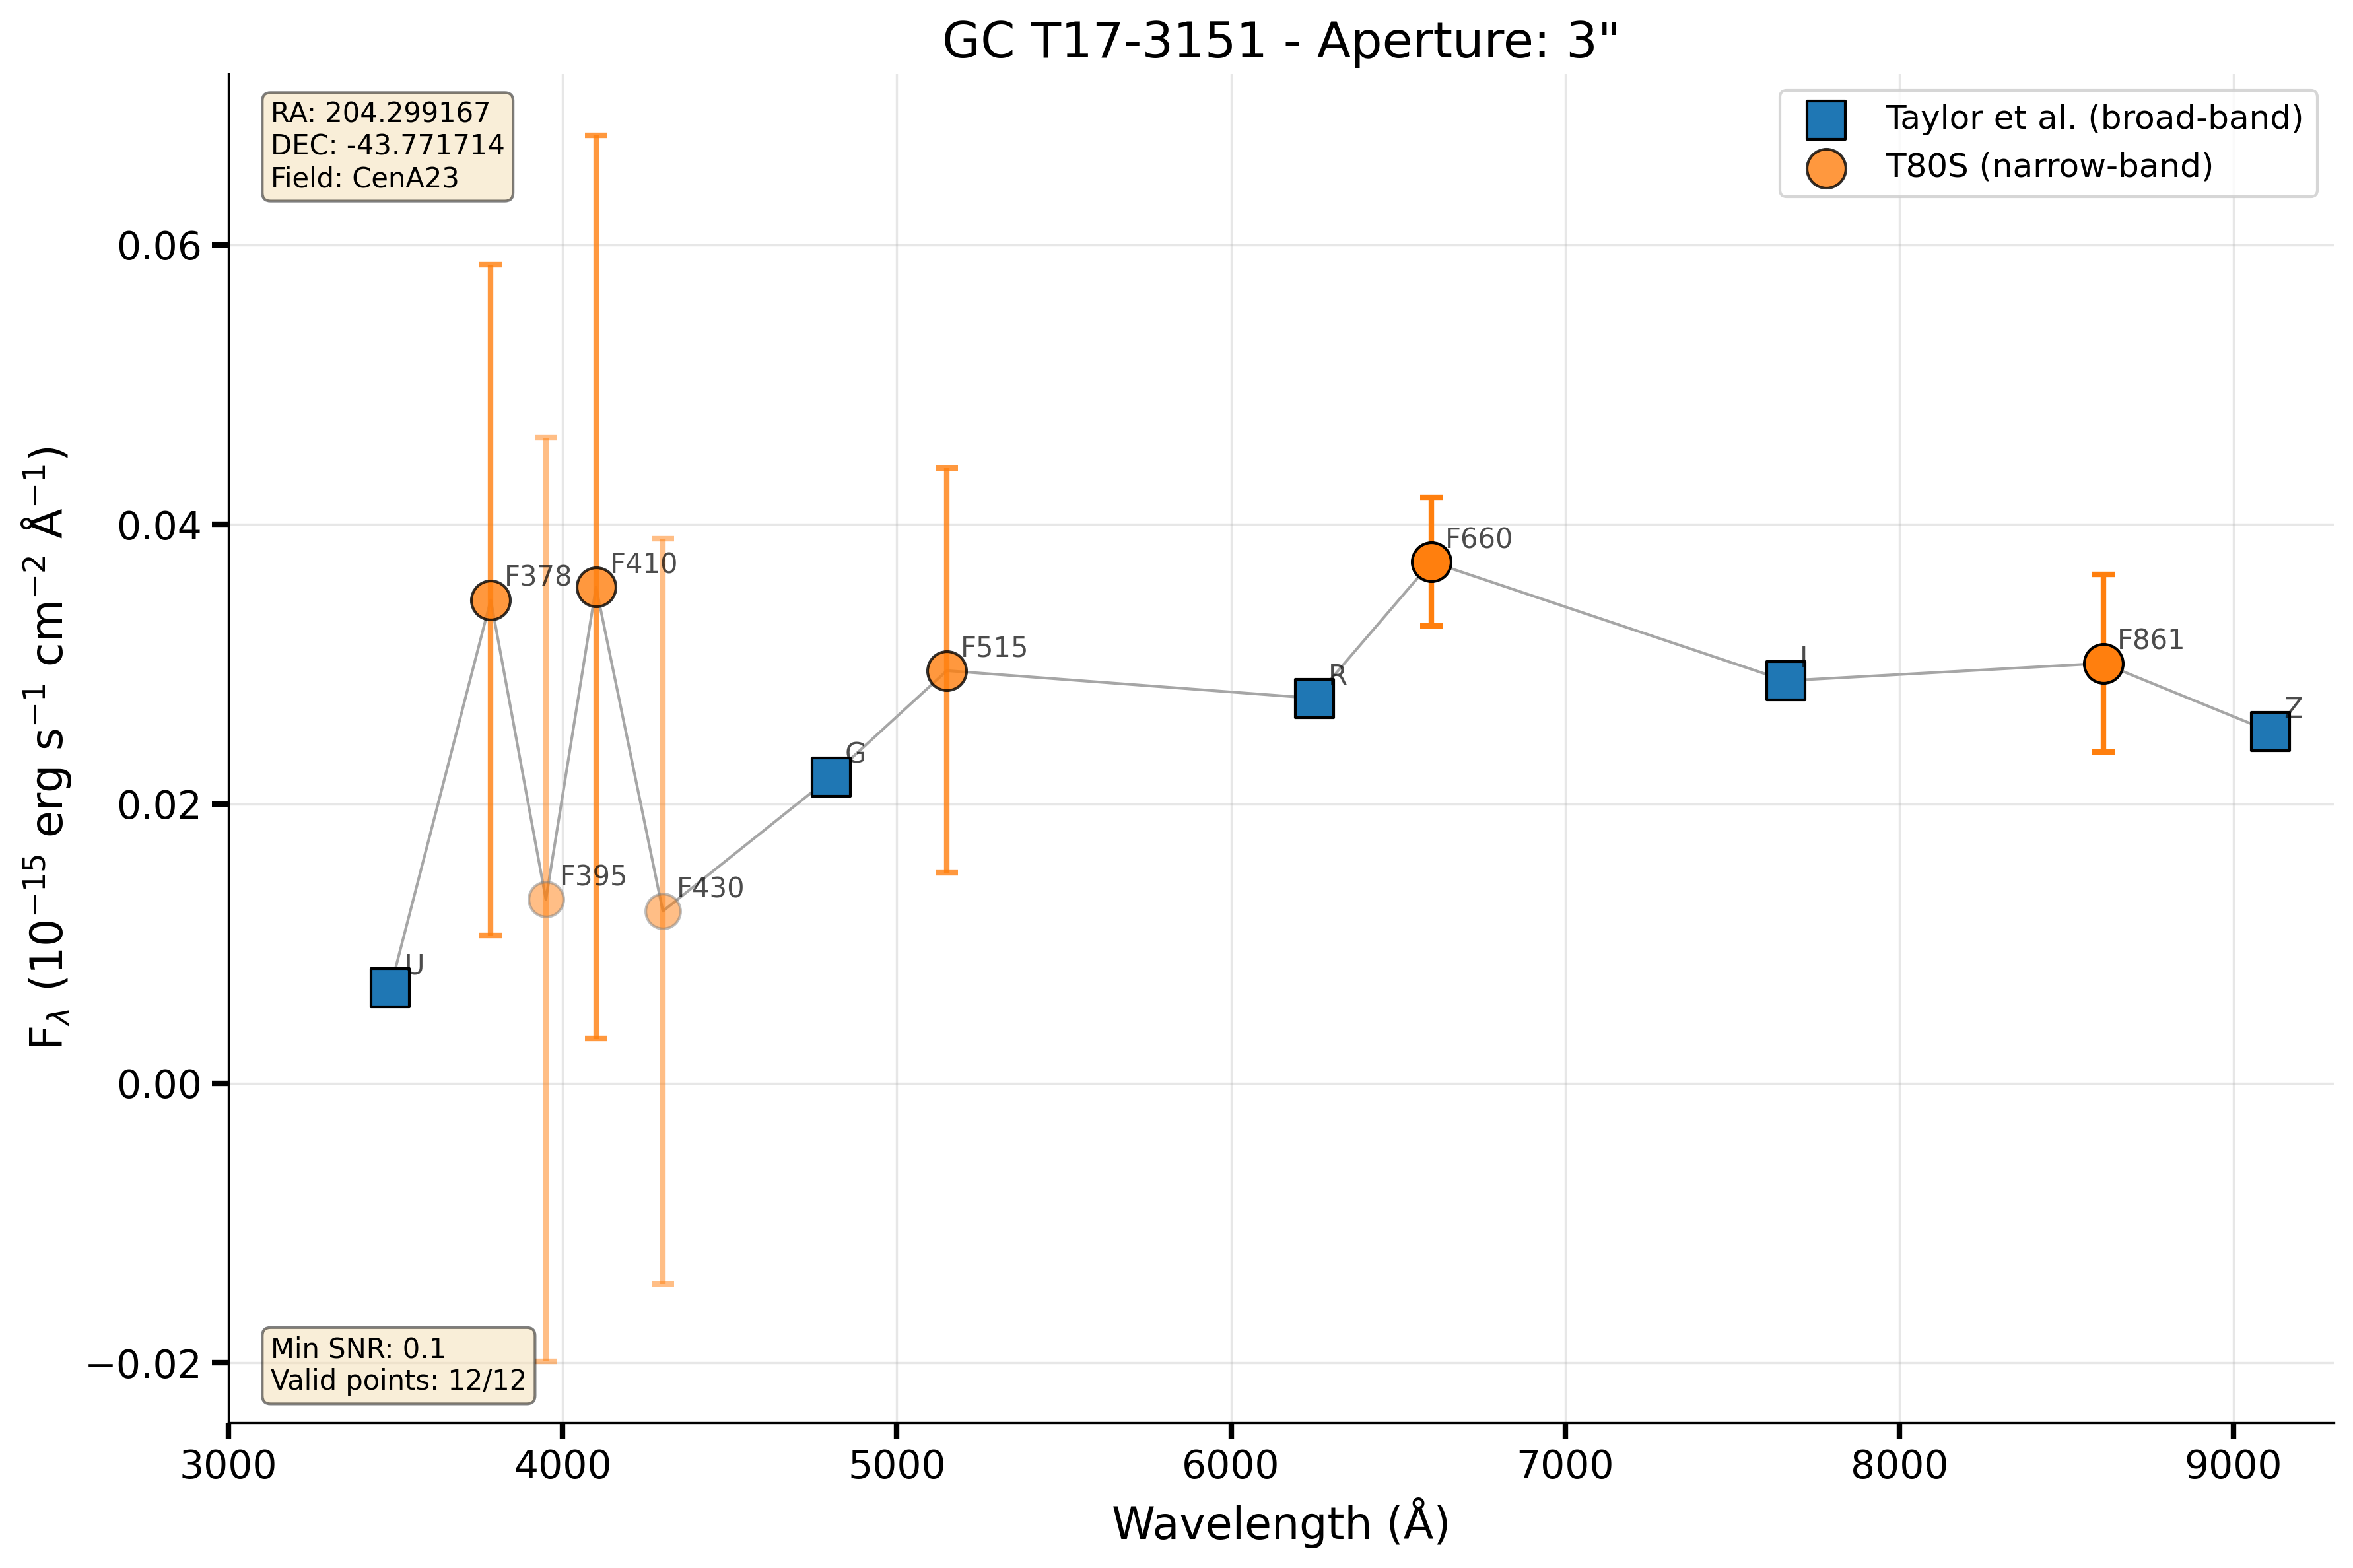 GC T17-3151 - Aperture: 3"
RA: 204.299167
DEC: -43.771714
Field: CenA23
Taylor et al. (broad-band)
T80S (narrow-band)
F_λ (10⁻¹⁵ erg s⁻¹ cm⁻² Å⁻¹)
0.06
0.04
0.02
0.00
−0.02
U
F378
F395
F410
F430
G
F515
R
F660
I
F861
Z
Min SNR: 0.1
Valid points: 12/12
3000
4000
5000
6000
7000
8000
9000
Wavelength (Å)